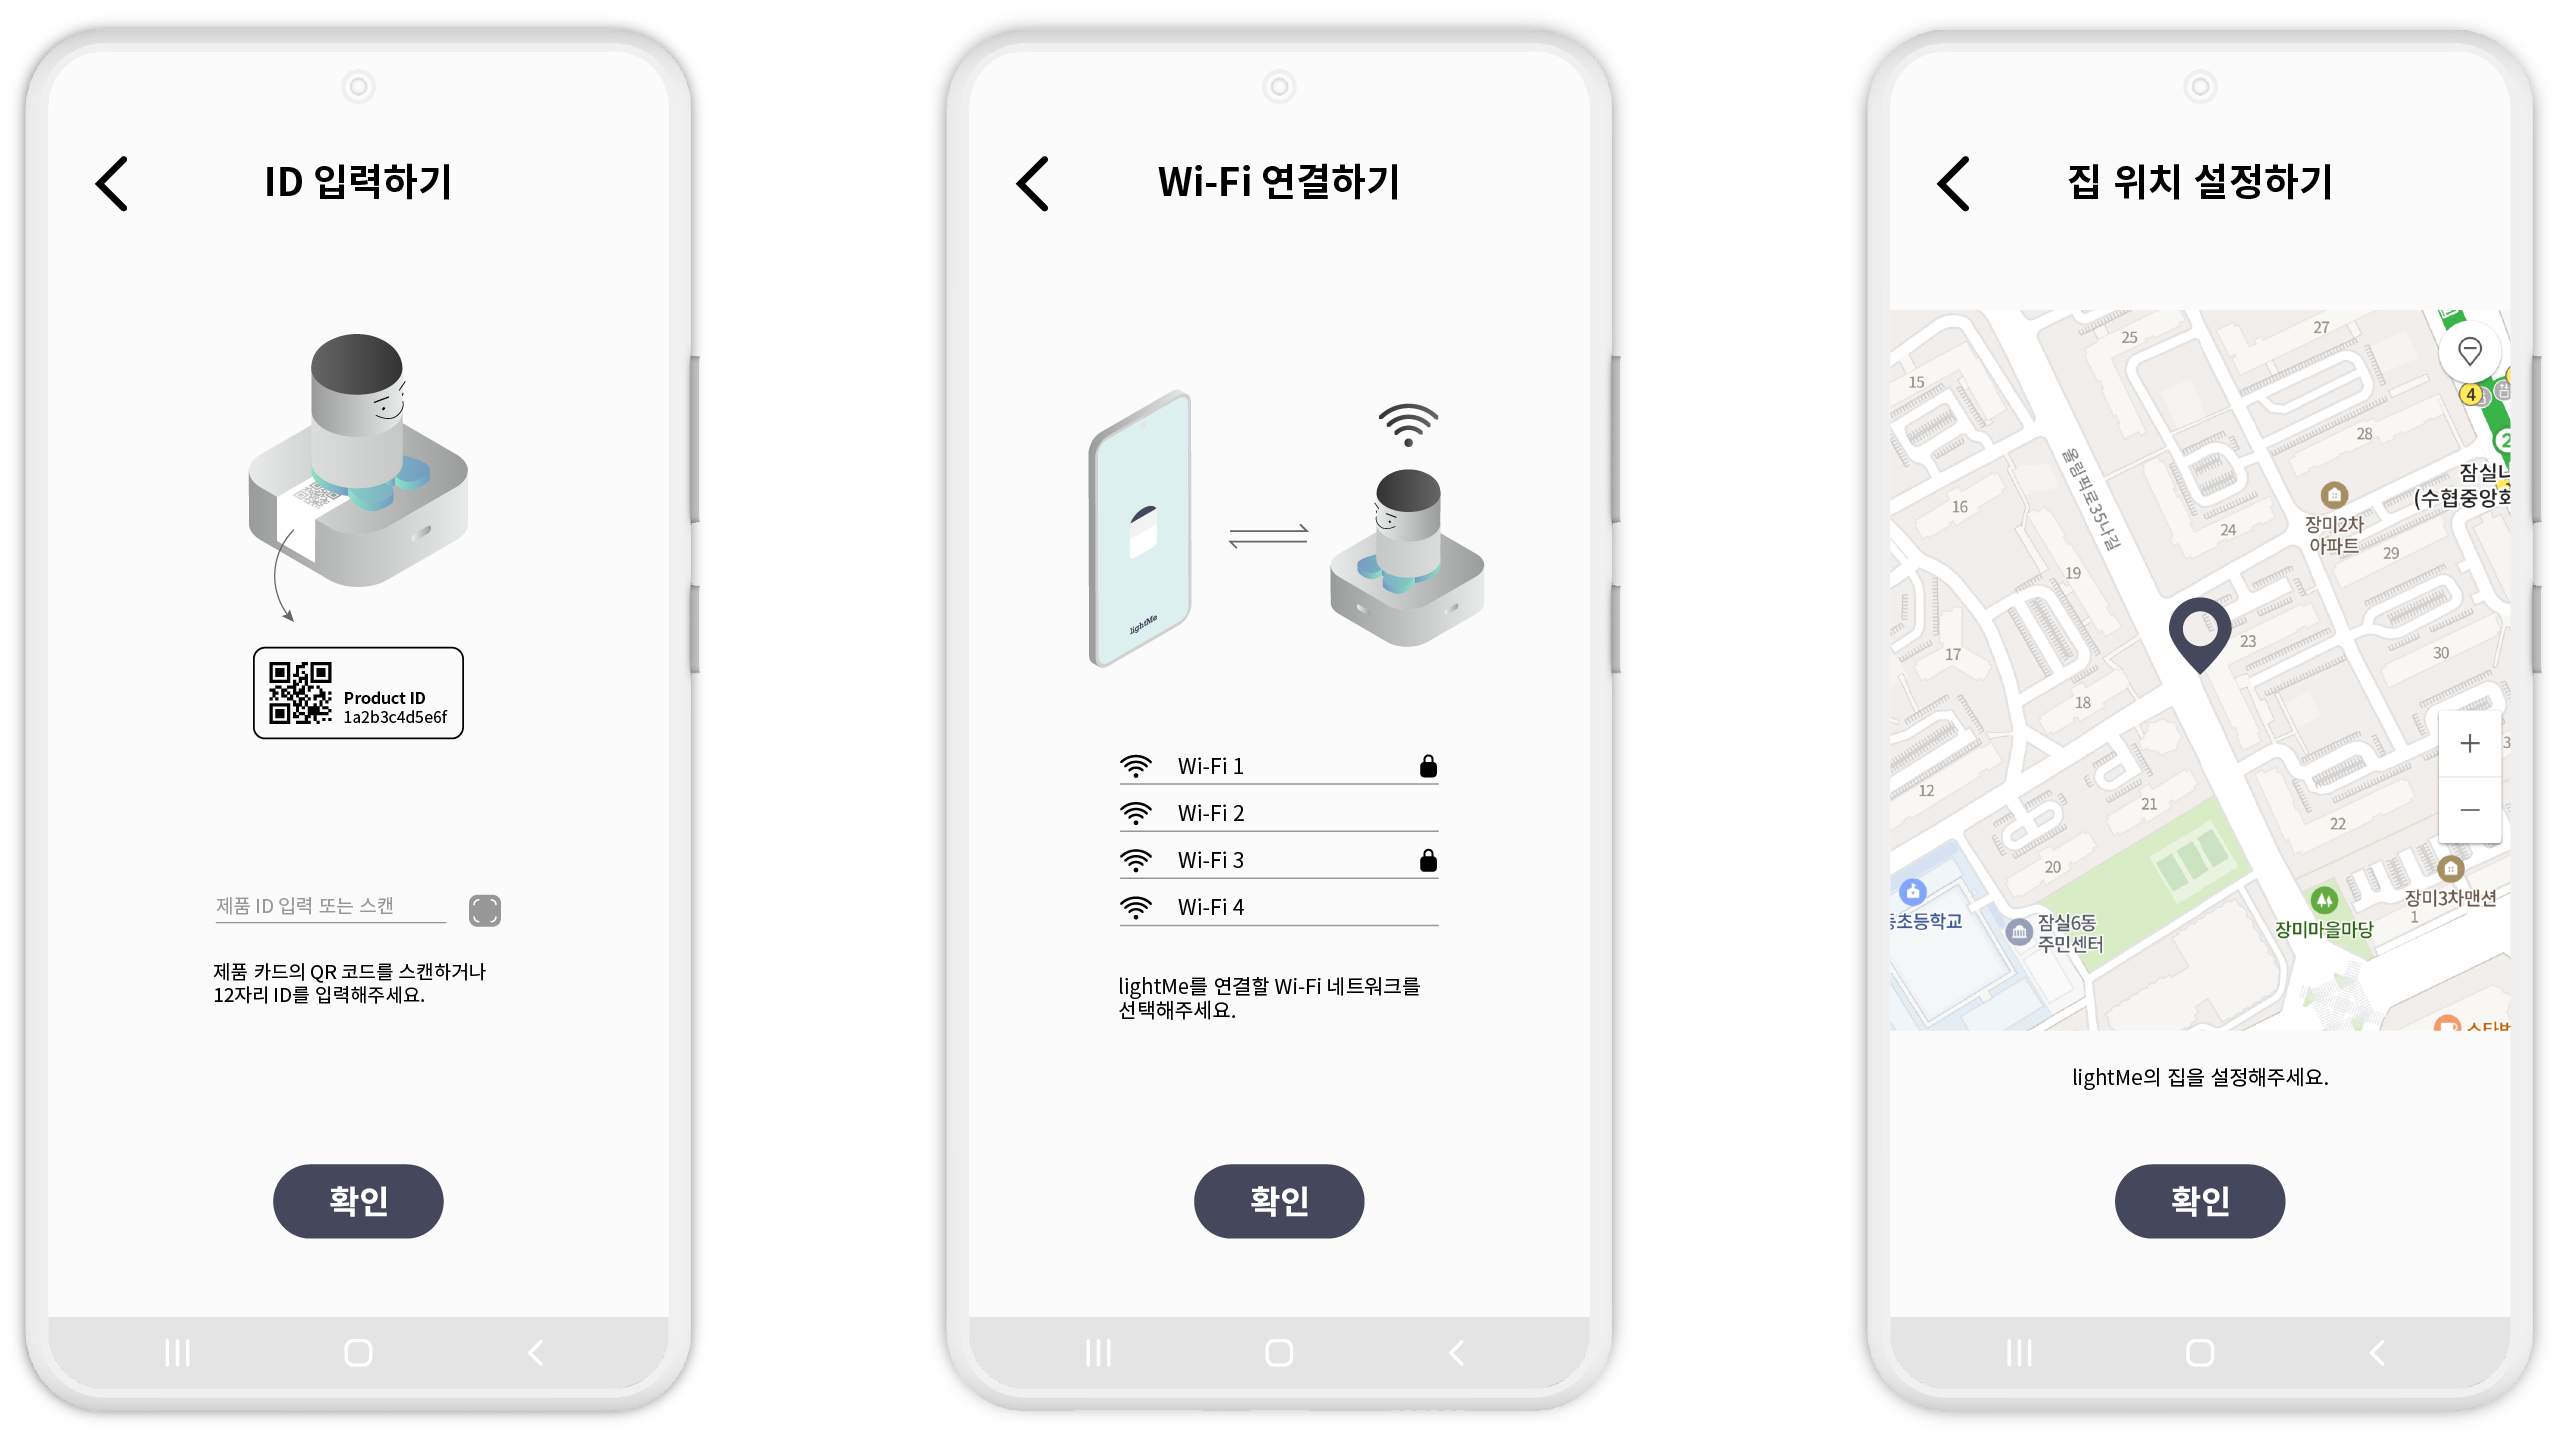 ID 입력하기
Product ID
1a2b3c4d5e6f
제품 ID 입력 또는 스캔
제품 카드의 QR 코드를 스캔하거나
12자리 ID를 입력해주세요.
확인
Wi-Fi 연결하기
lightMe
Wi-Fi 1
Wi-Fi 2
Wi-Fi 3
Wi-Fi 4
lightMe를 연결할 Wi-Fi 네트워크를
선택해주세요.
확인
집 위치 설정하기
25
27
15
4
28
2
잠실나
(수협중앙회
올림픽로35나길
16
24
장미2차
아파트
29
19
23
17
30
18
3
12
21
22
20
장미3차맨션
1
초등학교
잠실6동
주민센터
장미마을마당
스타벅
lightMe의 집을 설정해주세요.
확인